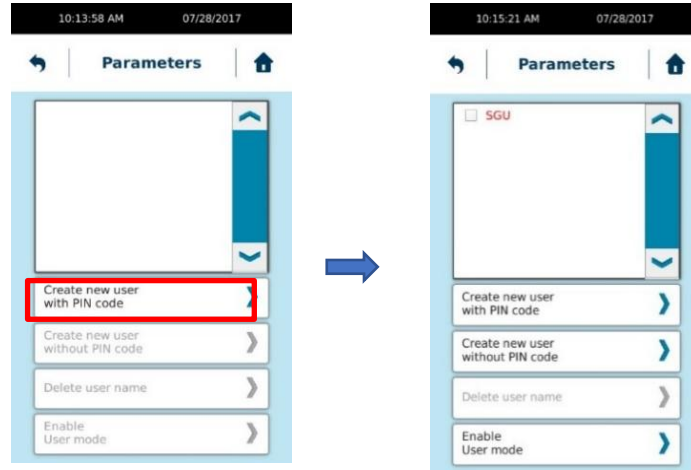 10:13:58 AM 07/28/2017
Parameters
Create new user
with PIN code
Create new user
without PIN code
Delete user name
Enable
User mode
10:15:21 AM 07/28/2017
Parameters
SGU
Create new user
with PIN code
Create new user
without PIN code
Delete user name
Enable
User mode